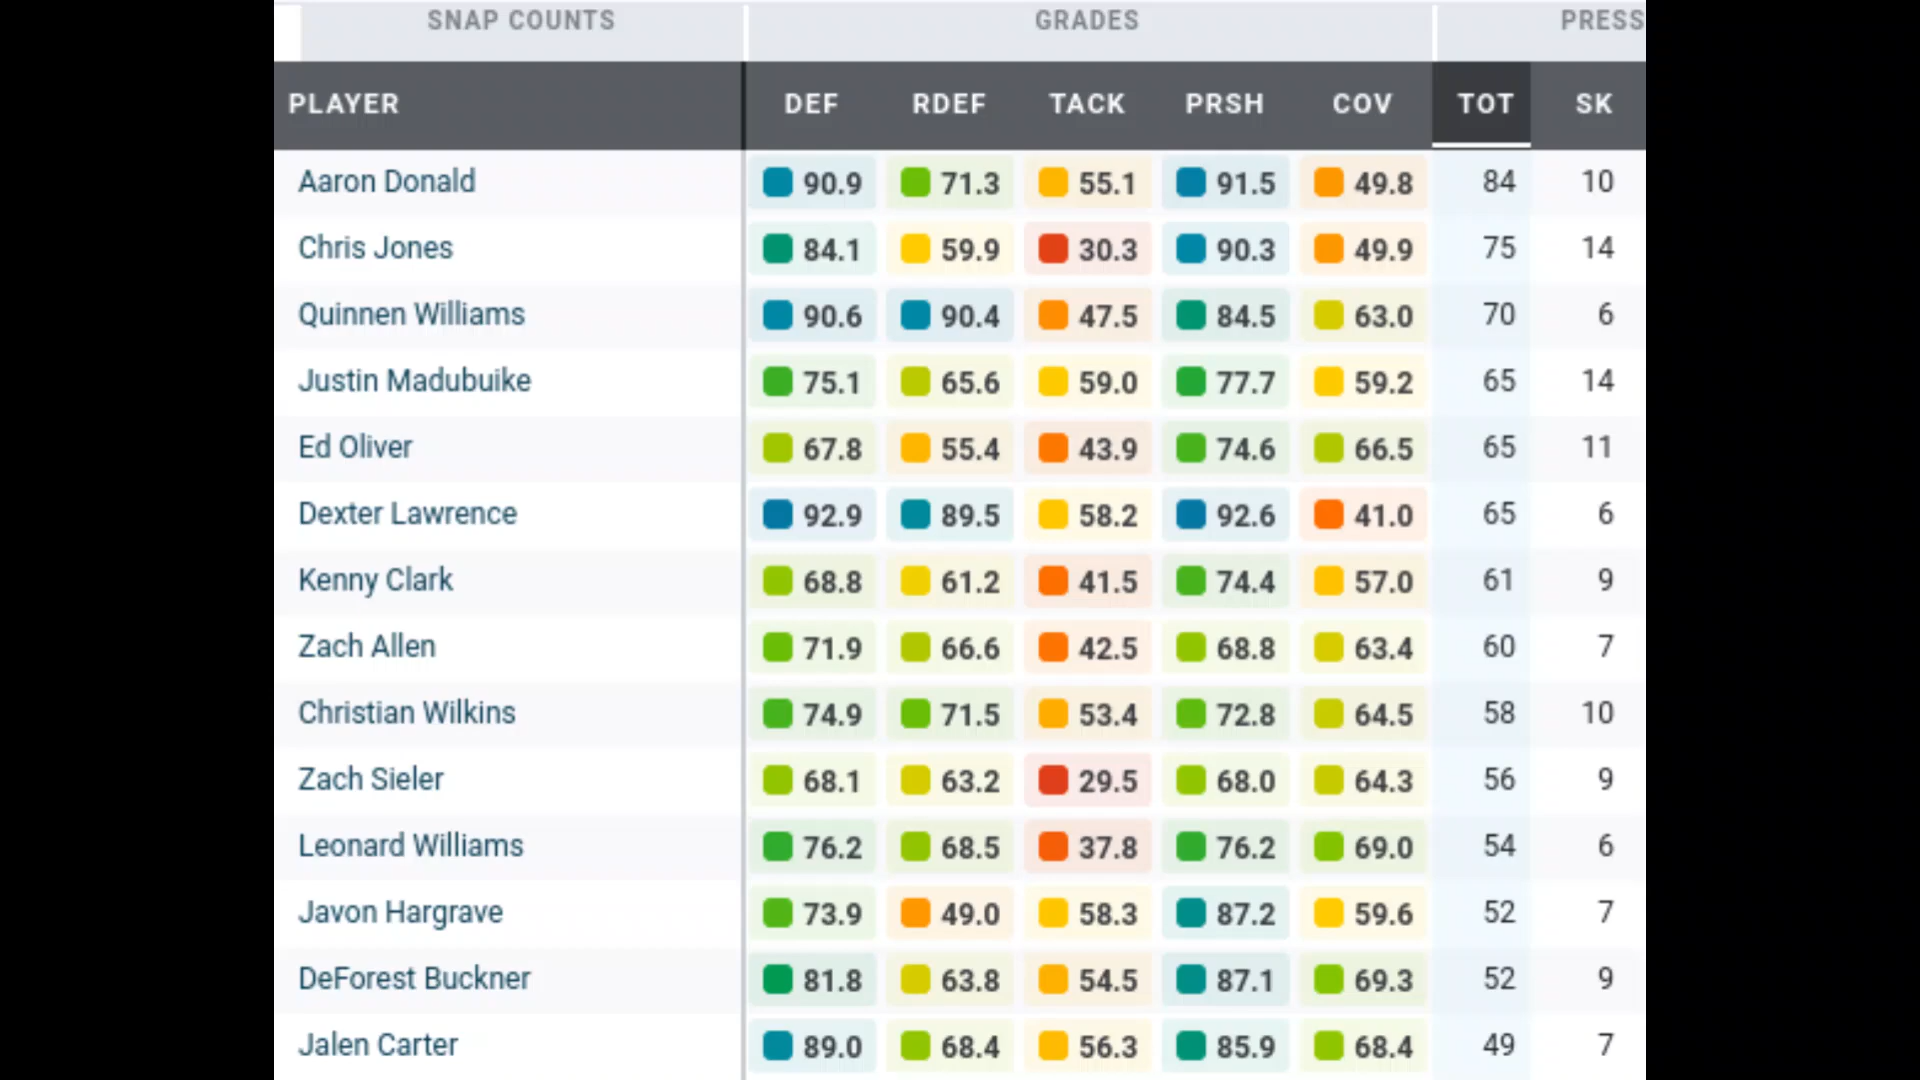 SNAP COUNTS GRADES PRESS
PLAYER DEF RDEF TACK PRSH COV TOT SK
Aaron Donald 90.9 71.3 55.1 91.5 49.8 84 10
Chris Jones 84.1 59.9 30.3 90.3 49.9 75 14
Quinnen Williams 90.6 90.4 47.5 84.5 63.0 70 6
Justin Madubuike 75.1 65.6 59.0 77.7 59.2 65 14
Ed Oliver 67.8 55.4 43.9 74.6 66.5 65 11
Dexter Lawrence 92.9 89.5 58.2 92.6 41.0 65 6
Kenny Clark 68.8 61.2 41.5 74.4 57.0 61 9
Zach Allen 71.9 66.6 42.5 68.8 63.4 60 7
Christian Wilkins 74.9 71.5 53.4 72.8 64.5 58 10
Zach Sieler 68.1 63.2 29.5 68.0 64.3 56 9
Leonard Williams 76.2 68.5 37.8 76.2 69.0 54 6
Javon Hargrave 73.9 49.0 58.3 87.2 59.6 52 7
DeForest Buckner 81.8 63.8 54.5 87.1 69.3 52 9
Jalen Carter 89.0 68.4 56.3 85.9 68.4 49 7